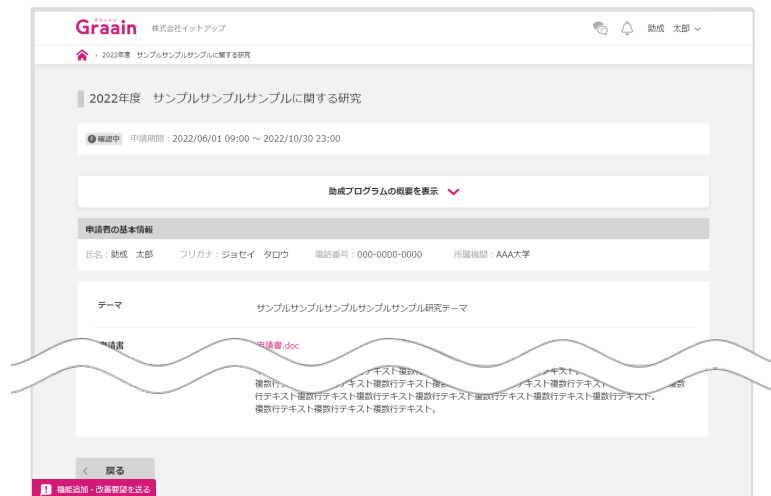 グラーイン
Graain 株式会社イットアップ 助成 太郎
2022年度 サンプルサンプルサンプルに関する研究
2022年度 サンプルサンプルサンプルに関する研究
確認中 申請期間：2022/06/01 09:00 ～ 2022/10/30 23:00
助成プログラムの概要を表示
申請者の基本情報
氏名：助成 太郎 フリガナ：ジョセイ タロウ 電話番号：000-0000-0000 所属機関：AAA大学
テーマ サンプルサンプルサンプルサンプルサンプル研究テーマ
申請書 申請書.doc
行テキスト複数行テキスト複数行テキスト複数行テキスト複数行テキスト複数行テキスト複数行テキスト。
複数行テキスト複数行テキスト複数行テキスト。
戻る
機能追加・改善要望を送る